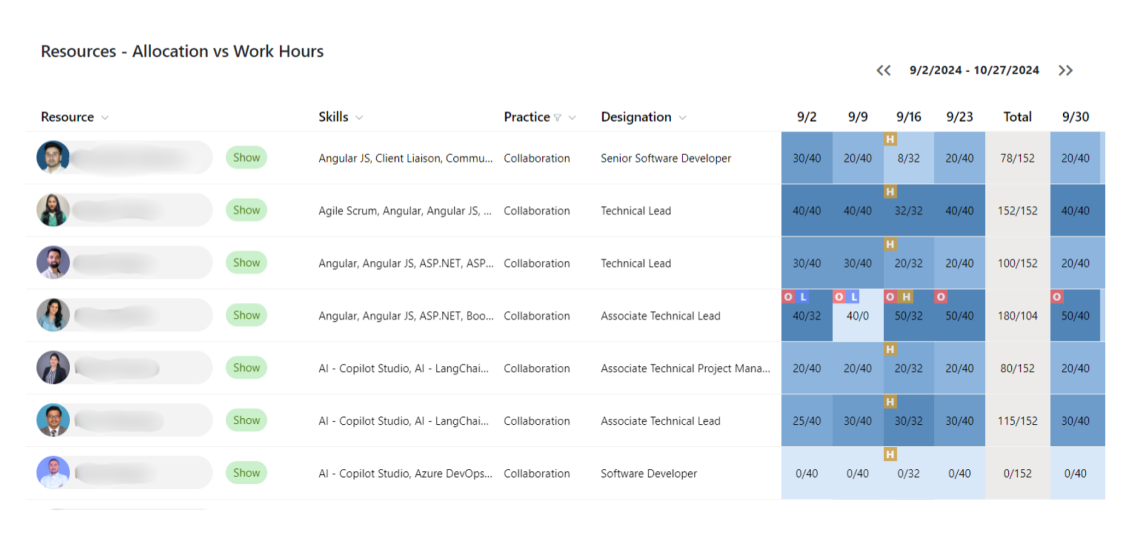 Resources - Allocation vs Work Hours
9/2/2024 - 10/27/2024
Resource Skills Practice Designation 9/2 9/9 9/16 9/23 Total 9/30
H
Show Angular JS, Client Liaison, Commu... Collaboration Senior Software Developer 30/40 20/40 8/32 20/40 78/152 20/40
H
Show Agile Scrum, Angular, Angular JS, ... Collaboration Technical Lead 40/40 40/40 32/32 40/40 152/152 40/40
H
Show Angular, Angular JS, ASP.NET, ASP... Collaboration Technical Lead 30/40 30/40 20/32 20/40 100/152 20/40
O L O L O H O O
Show Angular, Angular JS, ASP.NET, Boo... Collaboration Associate Technical Lead 40/32 40/0 50/32 50/40 180/104 50/40
H
Show AI - Copilot Studio, AI - LangChai... Collaboration Associate Technical Project Mana... 20/40 20/40 20/32 20/40 80/152 20/40
H
Show AI - Copilot Studio, AI - LangChai... Collaboration Associate Technical Lead 25/40 30/40 30/32 30/40 115/152 30/40
H
Show AI - Copilot Studio, Azure DevOps... Collaboration Software Developer 0/40 0/40 0/32 0/40 0/152 0/40